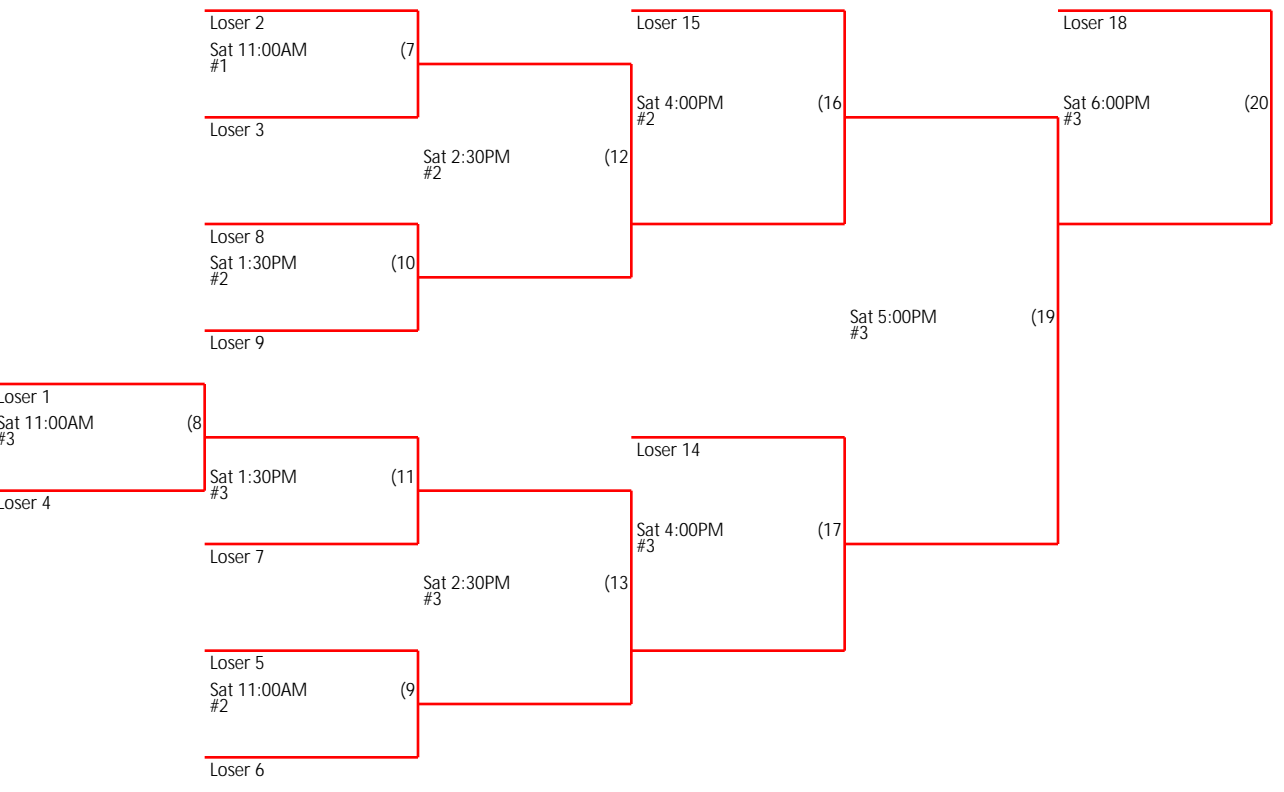 Loser 2
Sat 11:00AM (7
#1
Loser 3
Loser 15
Sat 4:00PM (16
#2
Loser 18
Sat 6:00PM (20
#3
Sat 2:30PM (12
#2
Loser 8
Sat 1:30PM (10
#2
Loser 9
Sat 5:00PM (19
#3
Loser 1
Sat 11:00AM (8
#3
Loser 4
Sat 1:30PM (11
#3
Loser 7
Loser 14
Sat 4:00PM (17
#3
Sat 2:30PM (13
#3
Loser 5
Sat 11:00AM (9
#2
Loser 6